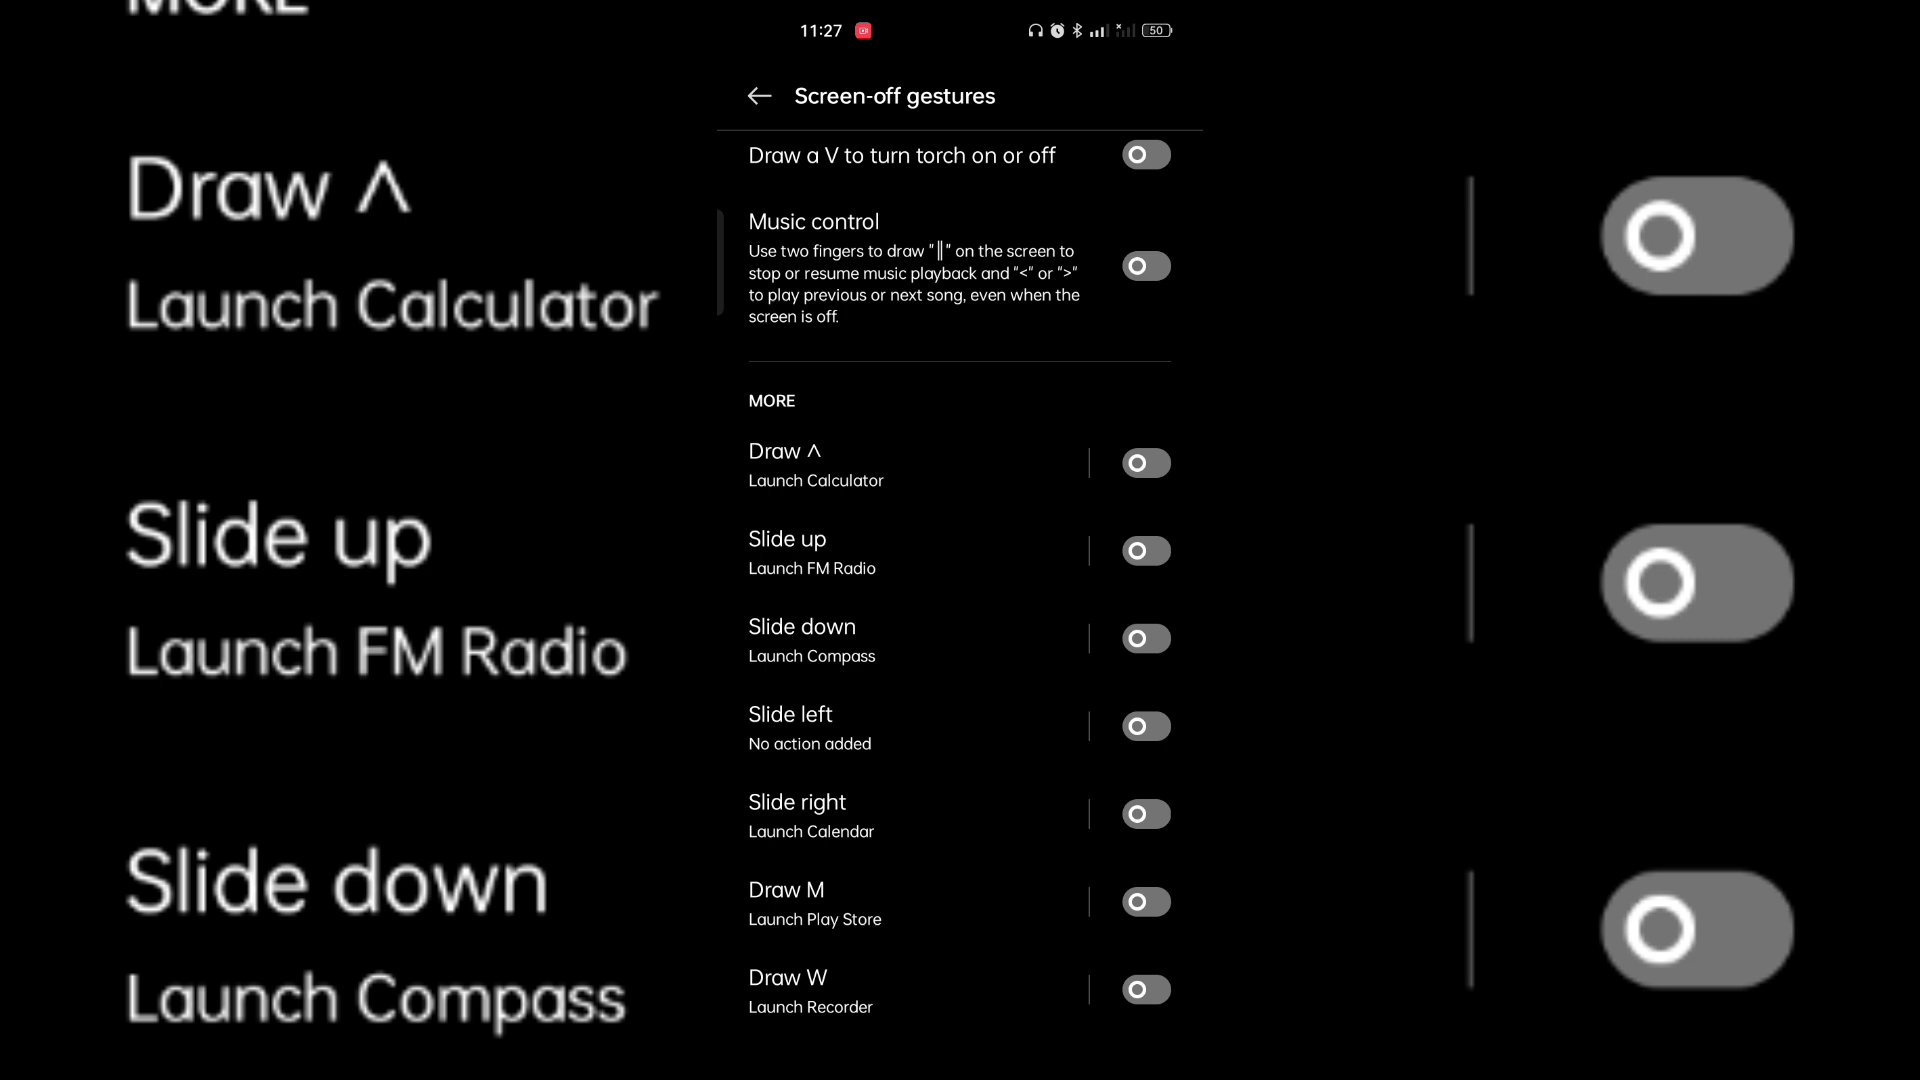 MORE
Draw ^
Launch Calculator
Slide up
Launch FM Radio
Slide down
Launch Compass
11:27
50
Screen-off gestures
Draw a V to turn torch on or off
Music control
Use two fingers to draw "||" on the screen to
stop or resume music playback and "<" or ">"
to play previous or next song, even when the
screen is off.
MORE
Draw ^
Launch Calculator
Slide up
Launch FM Radio
Slide down
Launch Compass
Slide left
No action added
Slide right
Launch Calendar
Draw M
Launch Play Store
Draw W
Launch Recorder